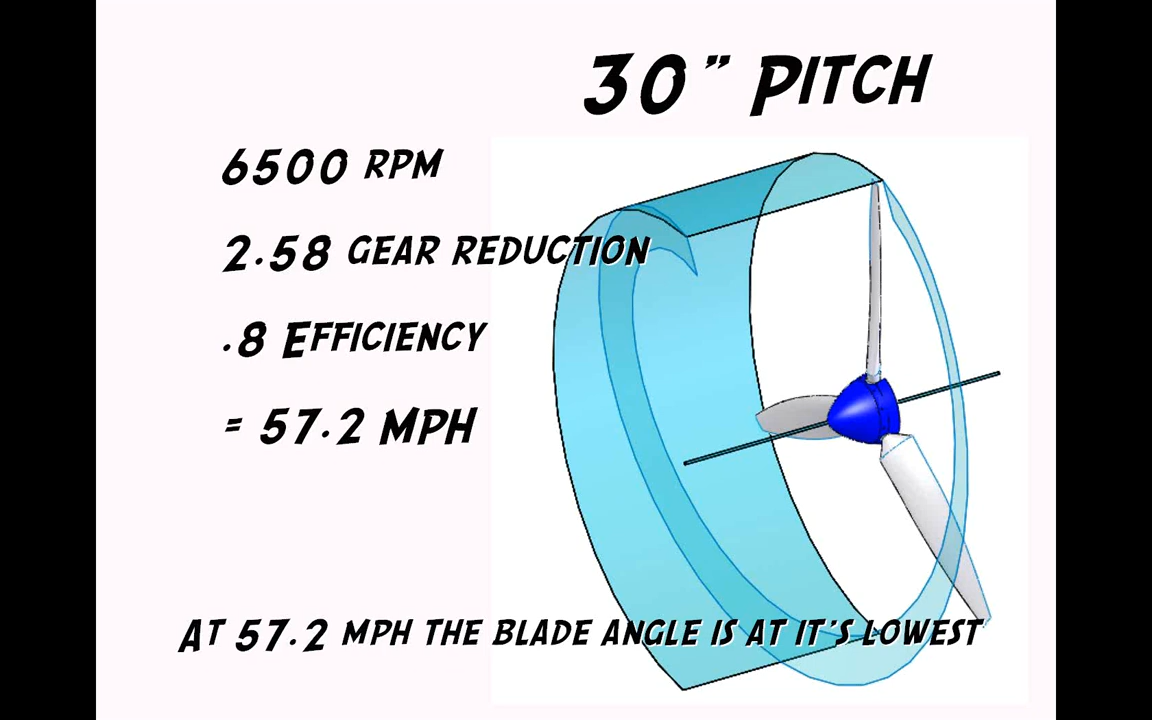 30" Pitch
6500 rpm
2.58 gear reduction
.8 Efficiency
= 57.2 Mph
At 57.2 mph the blade angle is at it's lowest